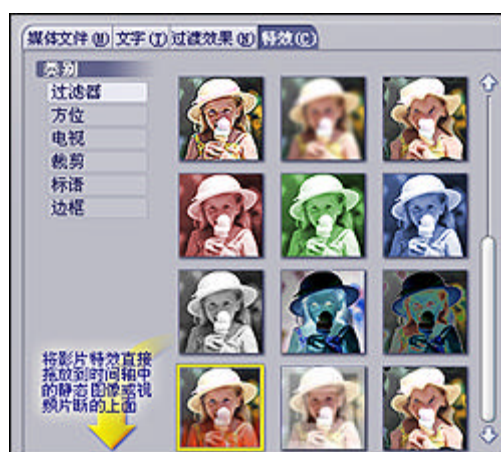 媒体文件(M) 文字(T) 过渡效果(N) 特效(C)
类别
过滤器
方位
电视
裁剪
标语
边框
将影片特效直接
拖放到时间轴中
的静态图像或视
频片断的上面